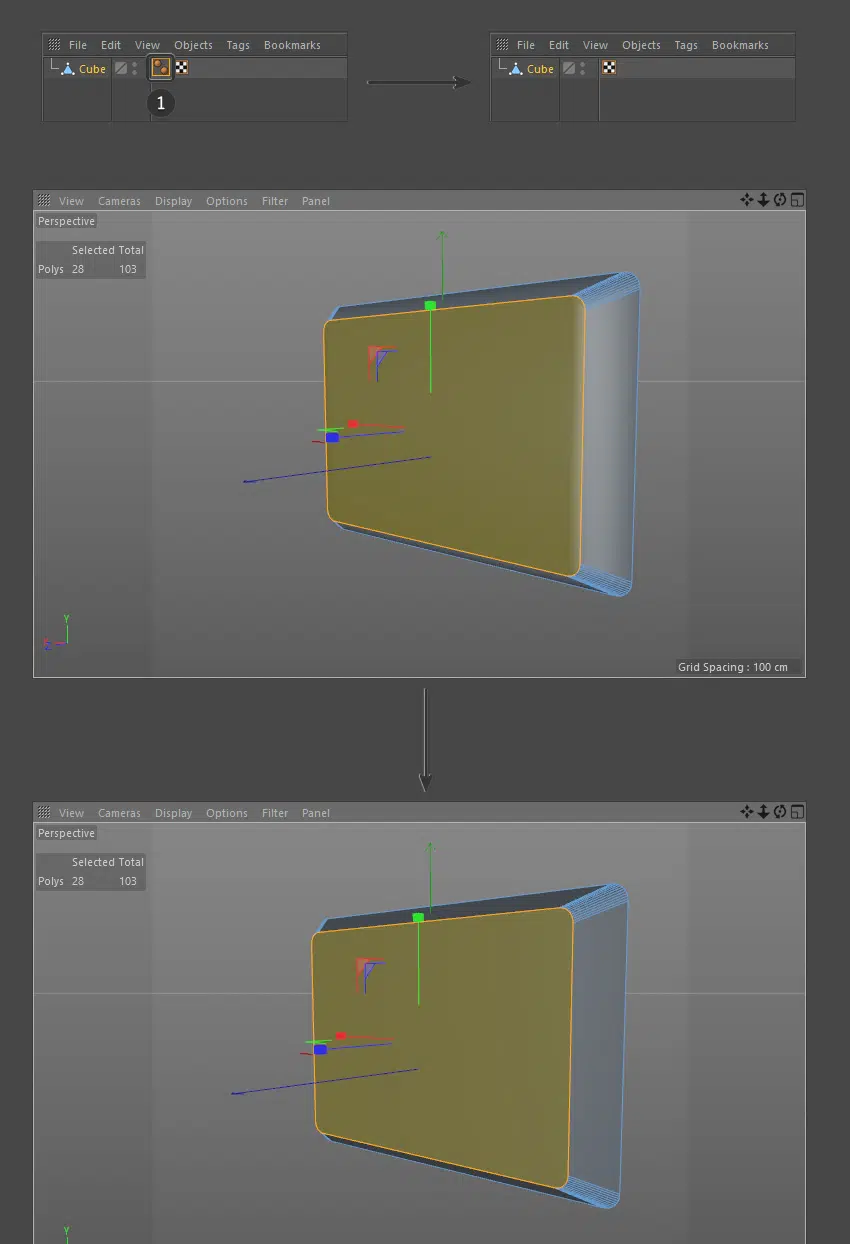 File Edit View Objects Tags Bookmarks
Cube
1
File Edit View Objects Tags Bookmarks
Cube
View Cameras Display Options Filter Panel
Perspective
Selected Total
Polys 28 103
Y
X
Z
Grid Spacing : 100 cm
View Cameras Display Options Filter Panel
Perspective
Selected Total
Polys 28 103
Y